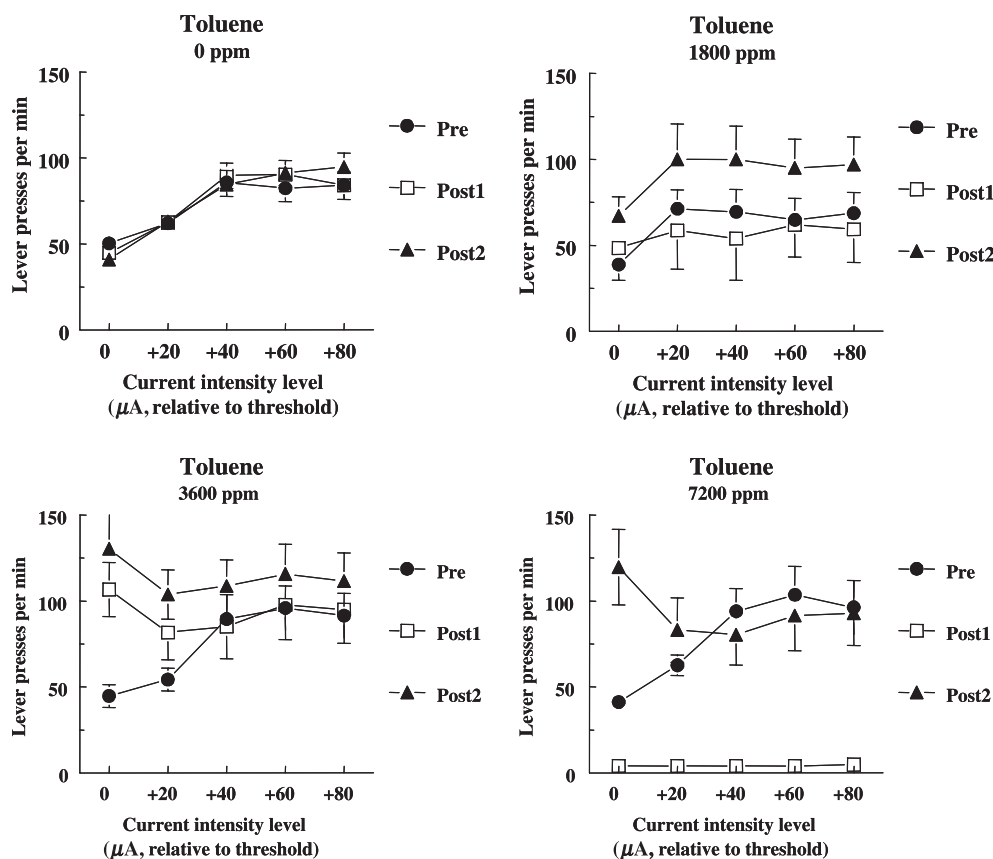 Toluene
0 ppm
150
100
50
0
Lever presses per min
0 +20 +40 +60 +80
Current intensity level
(μA, relative to threshold)
Pre
Post1
Post2
Toluene
1800 ppm
150
100
50
0
Lever presses per min
0 +20 +40 +60 +80
Current intensity level
(μA, relative to threshold)
Pre
Post1
Post2
Toluene
3600 ppm
150
100
50
0
Lever presses per min
0 +20 +40 +60 +80
Current intensity level
(μA, relative to threshold)
Pre
Post1
Post2
Toluene
7200 ppm
150
100
50
0
Lever presses per min
0 +20 +40 +60 +80
Current intensity level
(μA, relative to threshold)
Pre
Post1
Post2